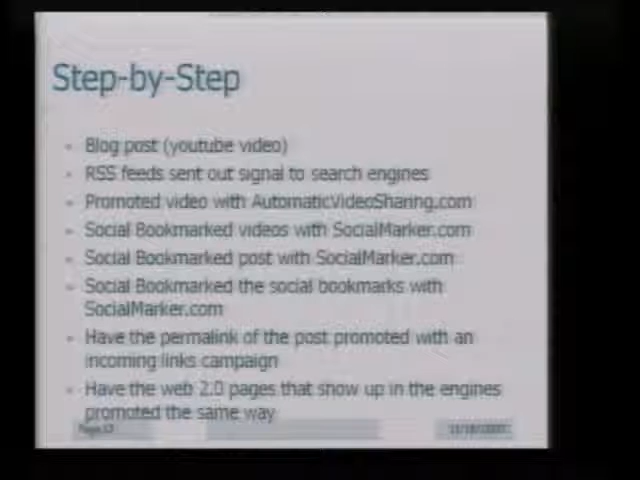 Step-by-Step
Blog post (youtube video)
RSS feeds sent out signal to search engines
Promoted video with AutomaticVideoSharing.com
Social Bookmarked videos with SocialMarker.com
Social Bookmarked post with SocialMarker.com
Social Bookmarked the social bookmarks with
SocialMarker.com
Have the permalink of the post promoted with an
incoming links campaign
Have the web 2.0 pages that show up in the engines
promoted the same way